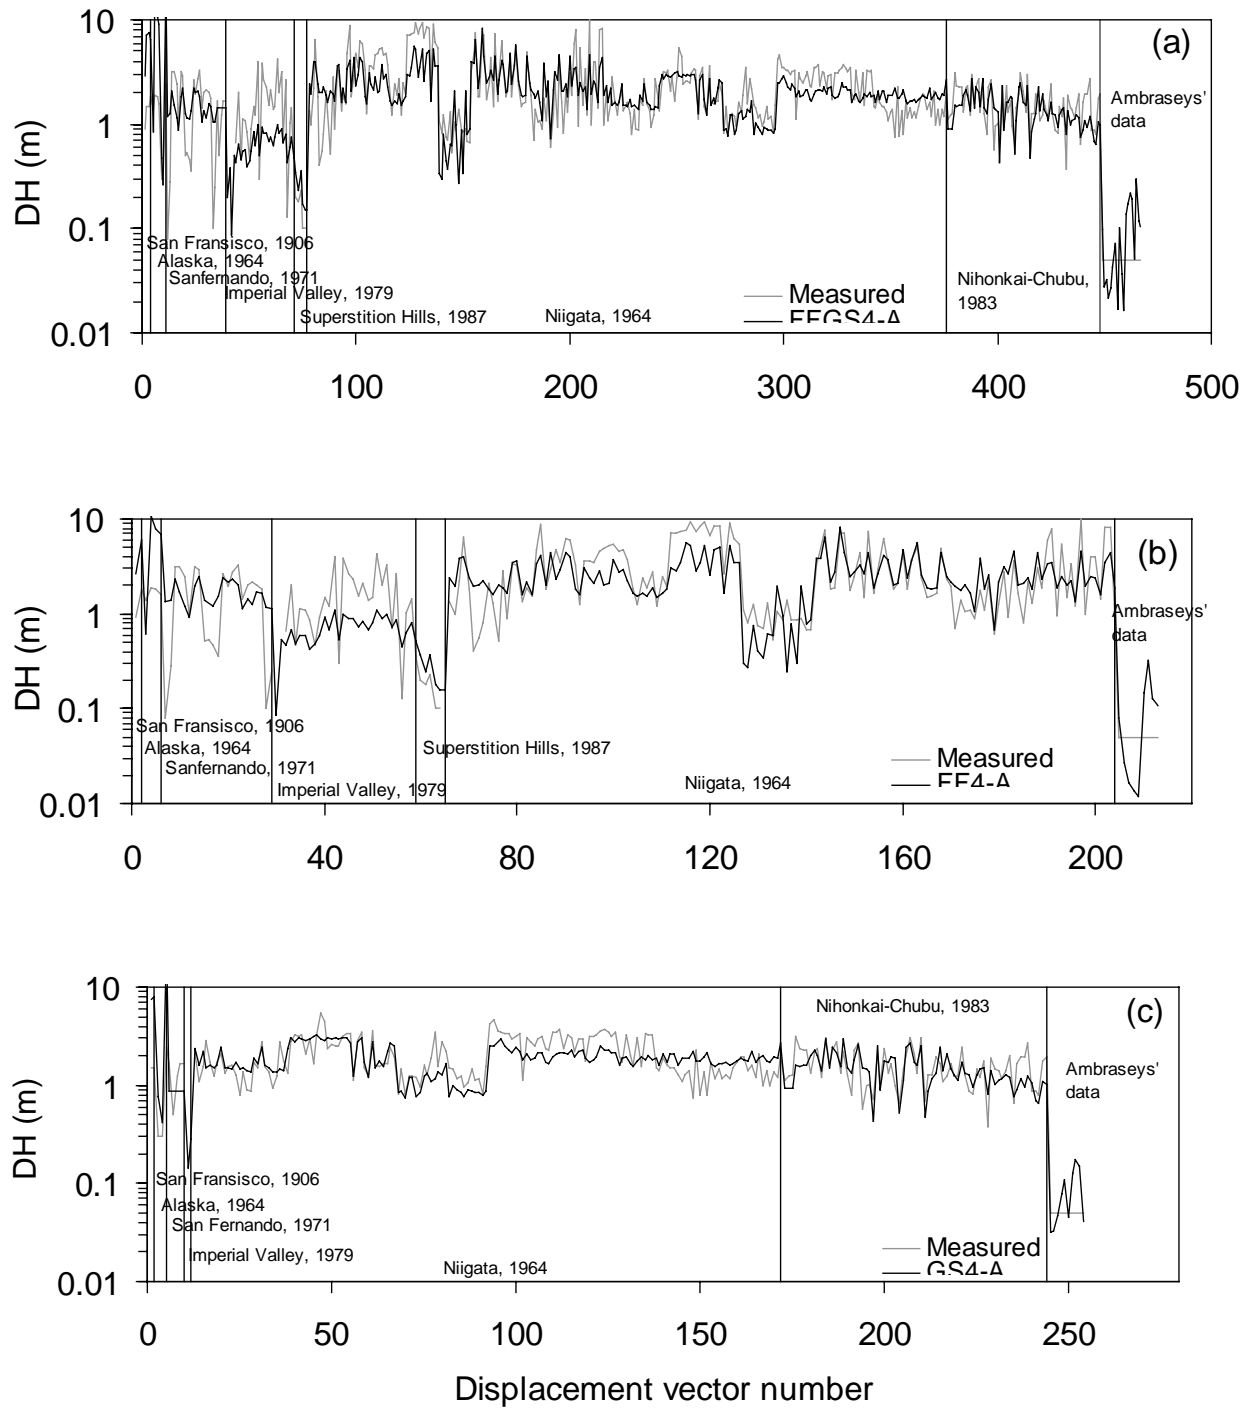 10
(a)
Ambraseys'
data
1
DH (m)
0.1
San Fransisco, 1906
Alaska, 1964
Sanfernando, 1971
Imperial Valley, 1979
Superstition Hills, 1987
Niigata, 1964
Measured
FFGS4-A
Nihonkai-Chubu,
1983
0.01
0 100 200 300 400 500
10
(b)
1
Ambraseys'
data
DH (m)
0.1
San Fransisco, 1906
Alaska, 1964
Sanfernando, 1971
Imperial Valley, 1979
Superstition Hills, 1987
Niigata, 1964
Measured
FF4-A
0.01
0 40 80 120 160 200
10
Nihonkai-Chubu, 1983
(c)
1
Ambraseys'
data
DH (m)
0.1
San Fransisco, 1906
Alaska, 1964
San Fernando, 1971
Imperial Valley, 1979
Niigata, 1964
Measured
GS4-A
0.01
0 50 100 150 200 250
Displacement vector number